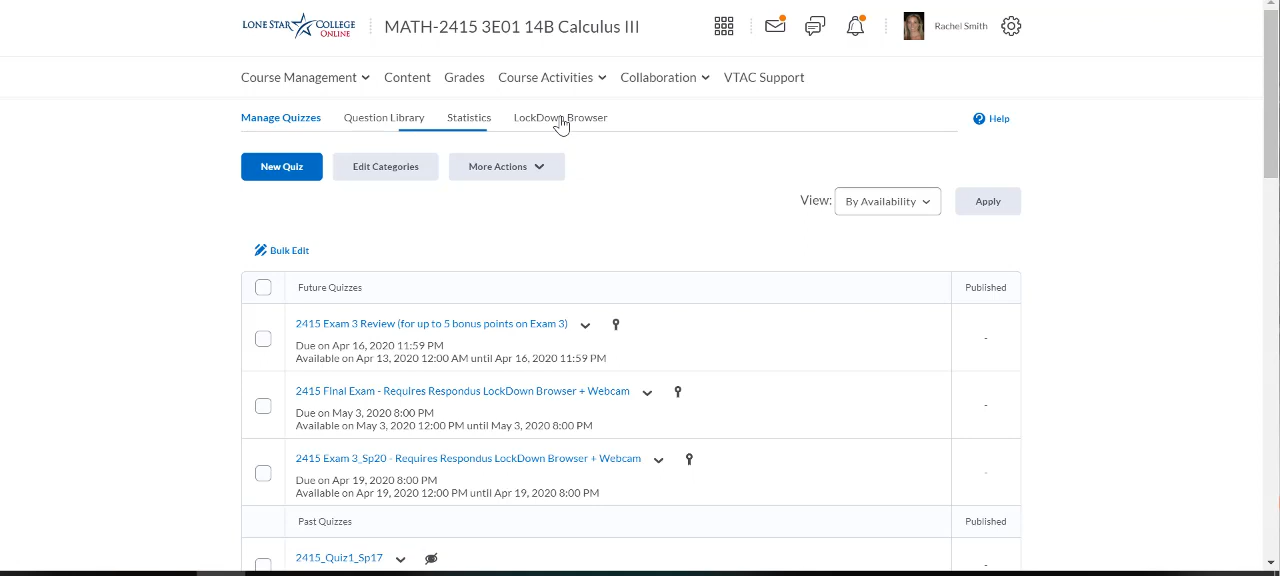 LONE STAR COLLEGE
ONLINE
MATH-2415 3E01 14B Calculus III
Rachel Smith
Course Management Content Grades Course Activities Collaboration VTAC Support
Manage Quizzes Question Library Statistics LockDown Browser Help
New Quiz Edit Categories More Actions
View: By Availability Apply
Bulk Edit
Future Quizzes Published
2415 Exam 3 Review (for up to 5 bonus points on Exam 3)
Due on Apr 16, 2020 11:59 PM
Available on Apr 13, 2020 12:00 AM until Apr 16, 2020 11:59 PM
-
2415 Final Exam - Requires Respondus LockDown Browser + Webcam
Due on May 3, 2020 8:00 PM
Available on May 3, 2020 12:00 PM until May 3, 2020 8:00 PM
-
2415 Exam 3_Sp20 - Requires Respondus LockDown Browser + Webcam
Due on Apr 19, 2020 8:00 PM
Available on Apr 19, 2020 12:00 PM until Apr 19, 2020 8:00 PM
-
Past Quizzes Published
2415_Quiz1_Sp17
-